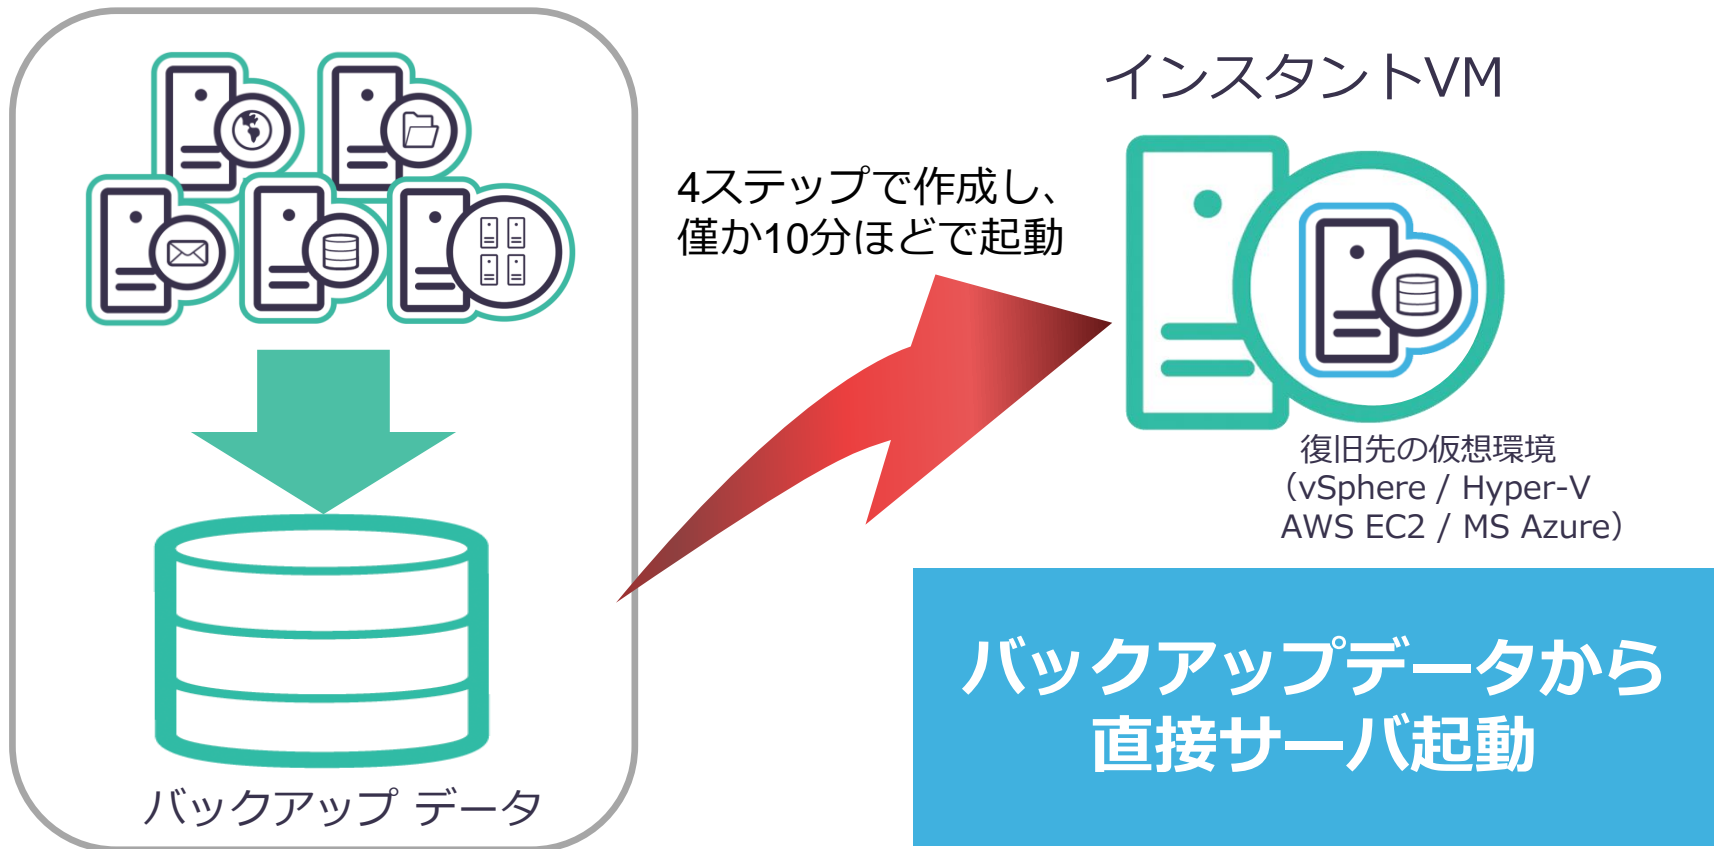 インスタントVM
4ステップで作成し、
僅か10分ほどで起動
復旧先の仮想環境
（vSphere / Hyper-V
AWS EC2 / MS Azure）
バックアップデータから
直接サーバ起動
バックアップ データ